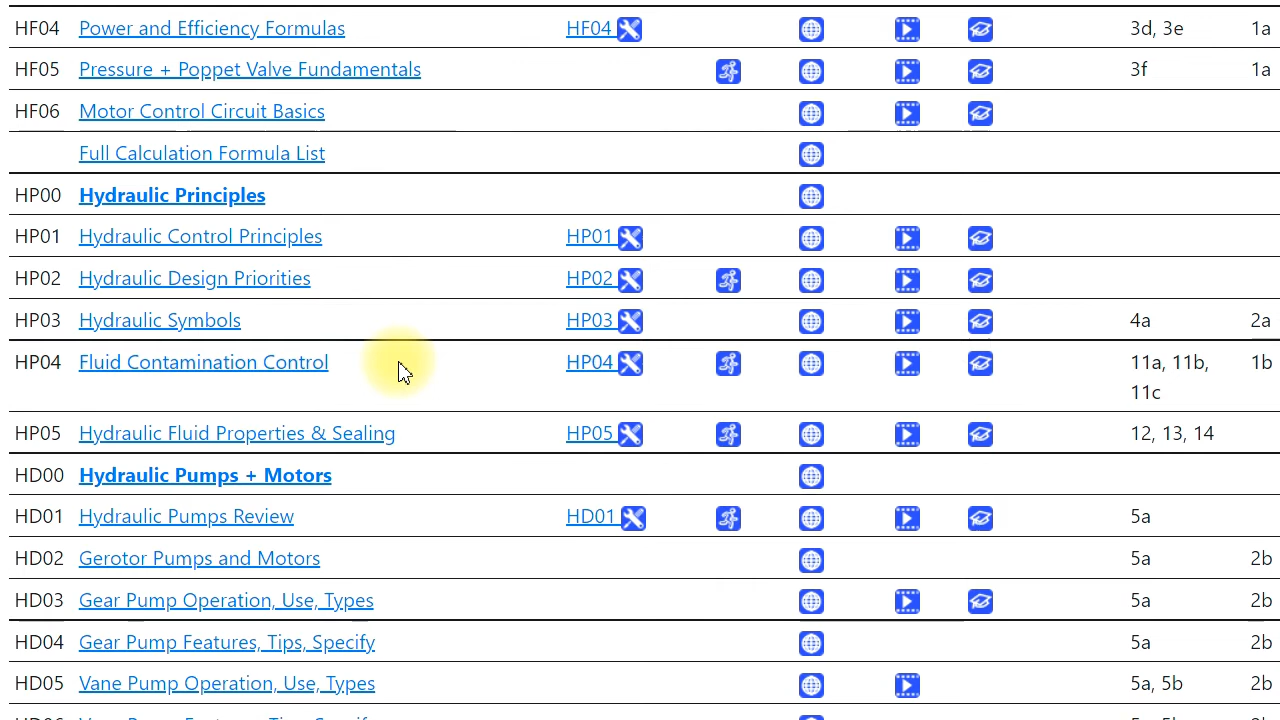 HF04 Power and Efficiency Formulas HF04 3d, 3e 1a
HF05 Pressure + Poppet Valve Fundamentals 3f 1a
HF06 Motor Control Circuit Basics
Full Calculation Formula List
HP00 Hydraulic Principles
HP01 Hydraulic Control Principles HP01
HP02 Hydraulic Design Priorities HP02
HP03 Hydraulic Symbols HP03 4a 2a
HP04 Fluid Contamination Control HP04 11a, 11b, 1b
11c
HP05 Hydraulic Fluid Properties & Sealing HP05 12, 13, 14
HD00 Hydraulic Pumps + Motors
HD01 Hydraulic Pumps Review HD01 5a
HD02 Gerotor Pumps and Motors 5a 2b
HD03 Gear Pump Operation, Use, Types 5a 2b
HD04 Gear Pump Features, Tips, Specify 5a 2b
HD05 Vane Pump Operation, Use, Types 5a, 5b 2b